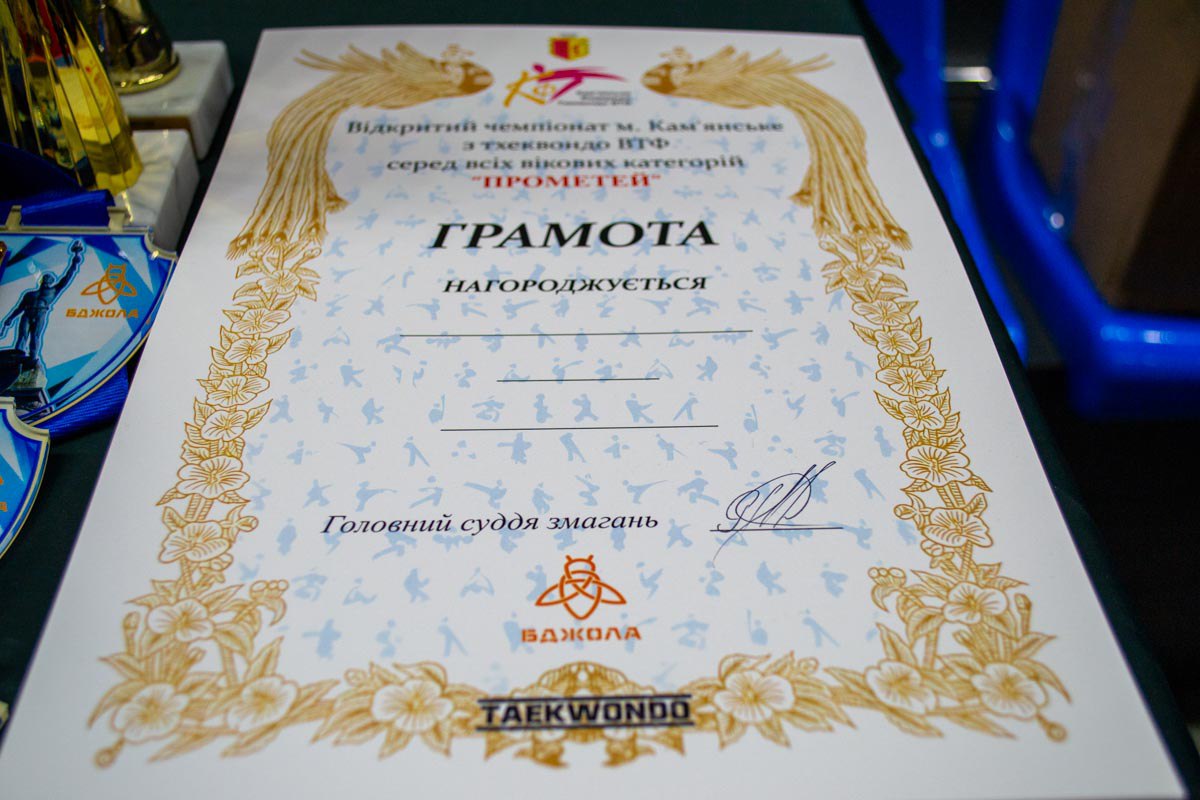 Відкритий чемпіонат м. Кам'янське
з тхеквондо ВТФ
серед всіх вікових категорій
"ПРОМЕТЕЙ"
ГРАМОТА
НАГОРОДЖУЄТЬСЯ
БДЖОЛА
Головний суддя змагань
БДЖОЛА
TAEKWONDO